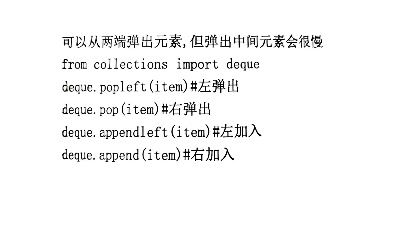 可以从两端弹出元素,但弹出中间元素会很慢
from collections import deque
deque.popleft(item)#左弹出
deque.pop(item)#右弹出
deque.appendleft(item)#左加入
deque.append(item)#右加入